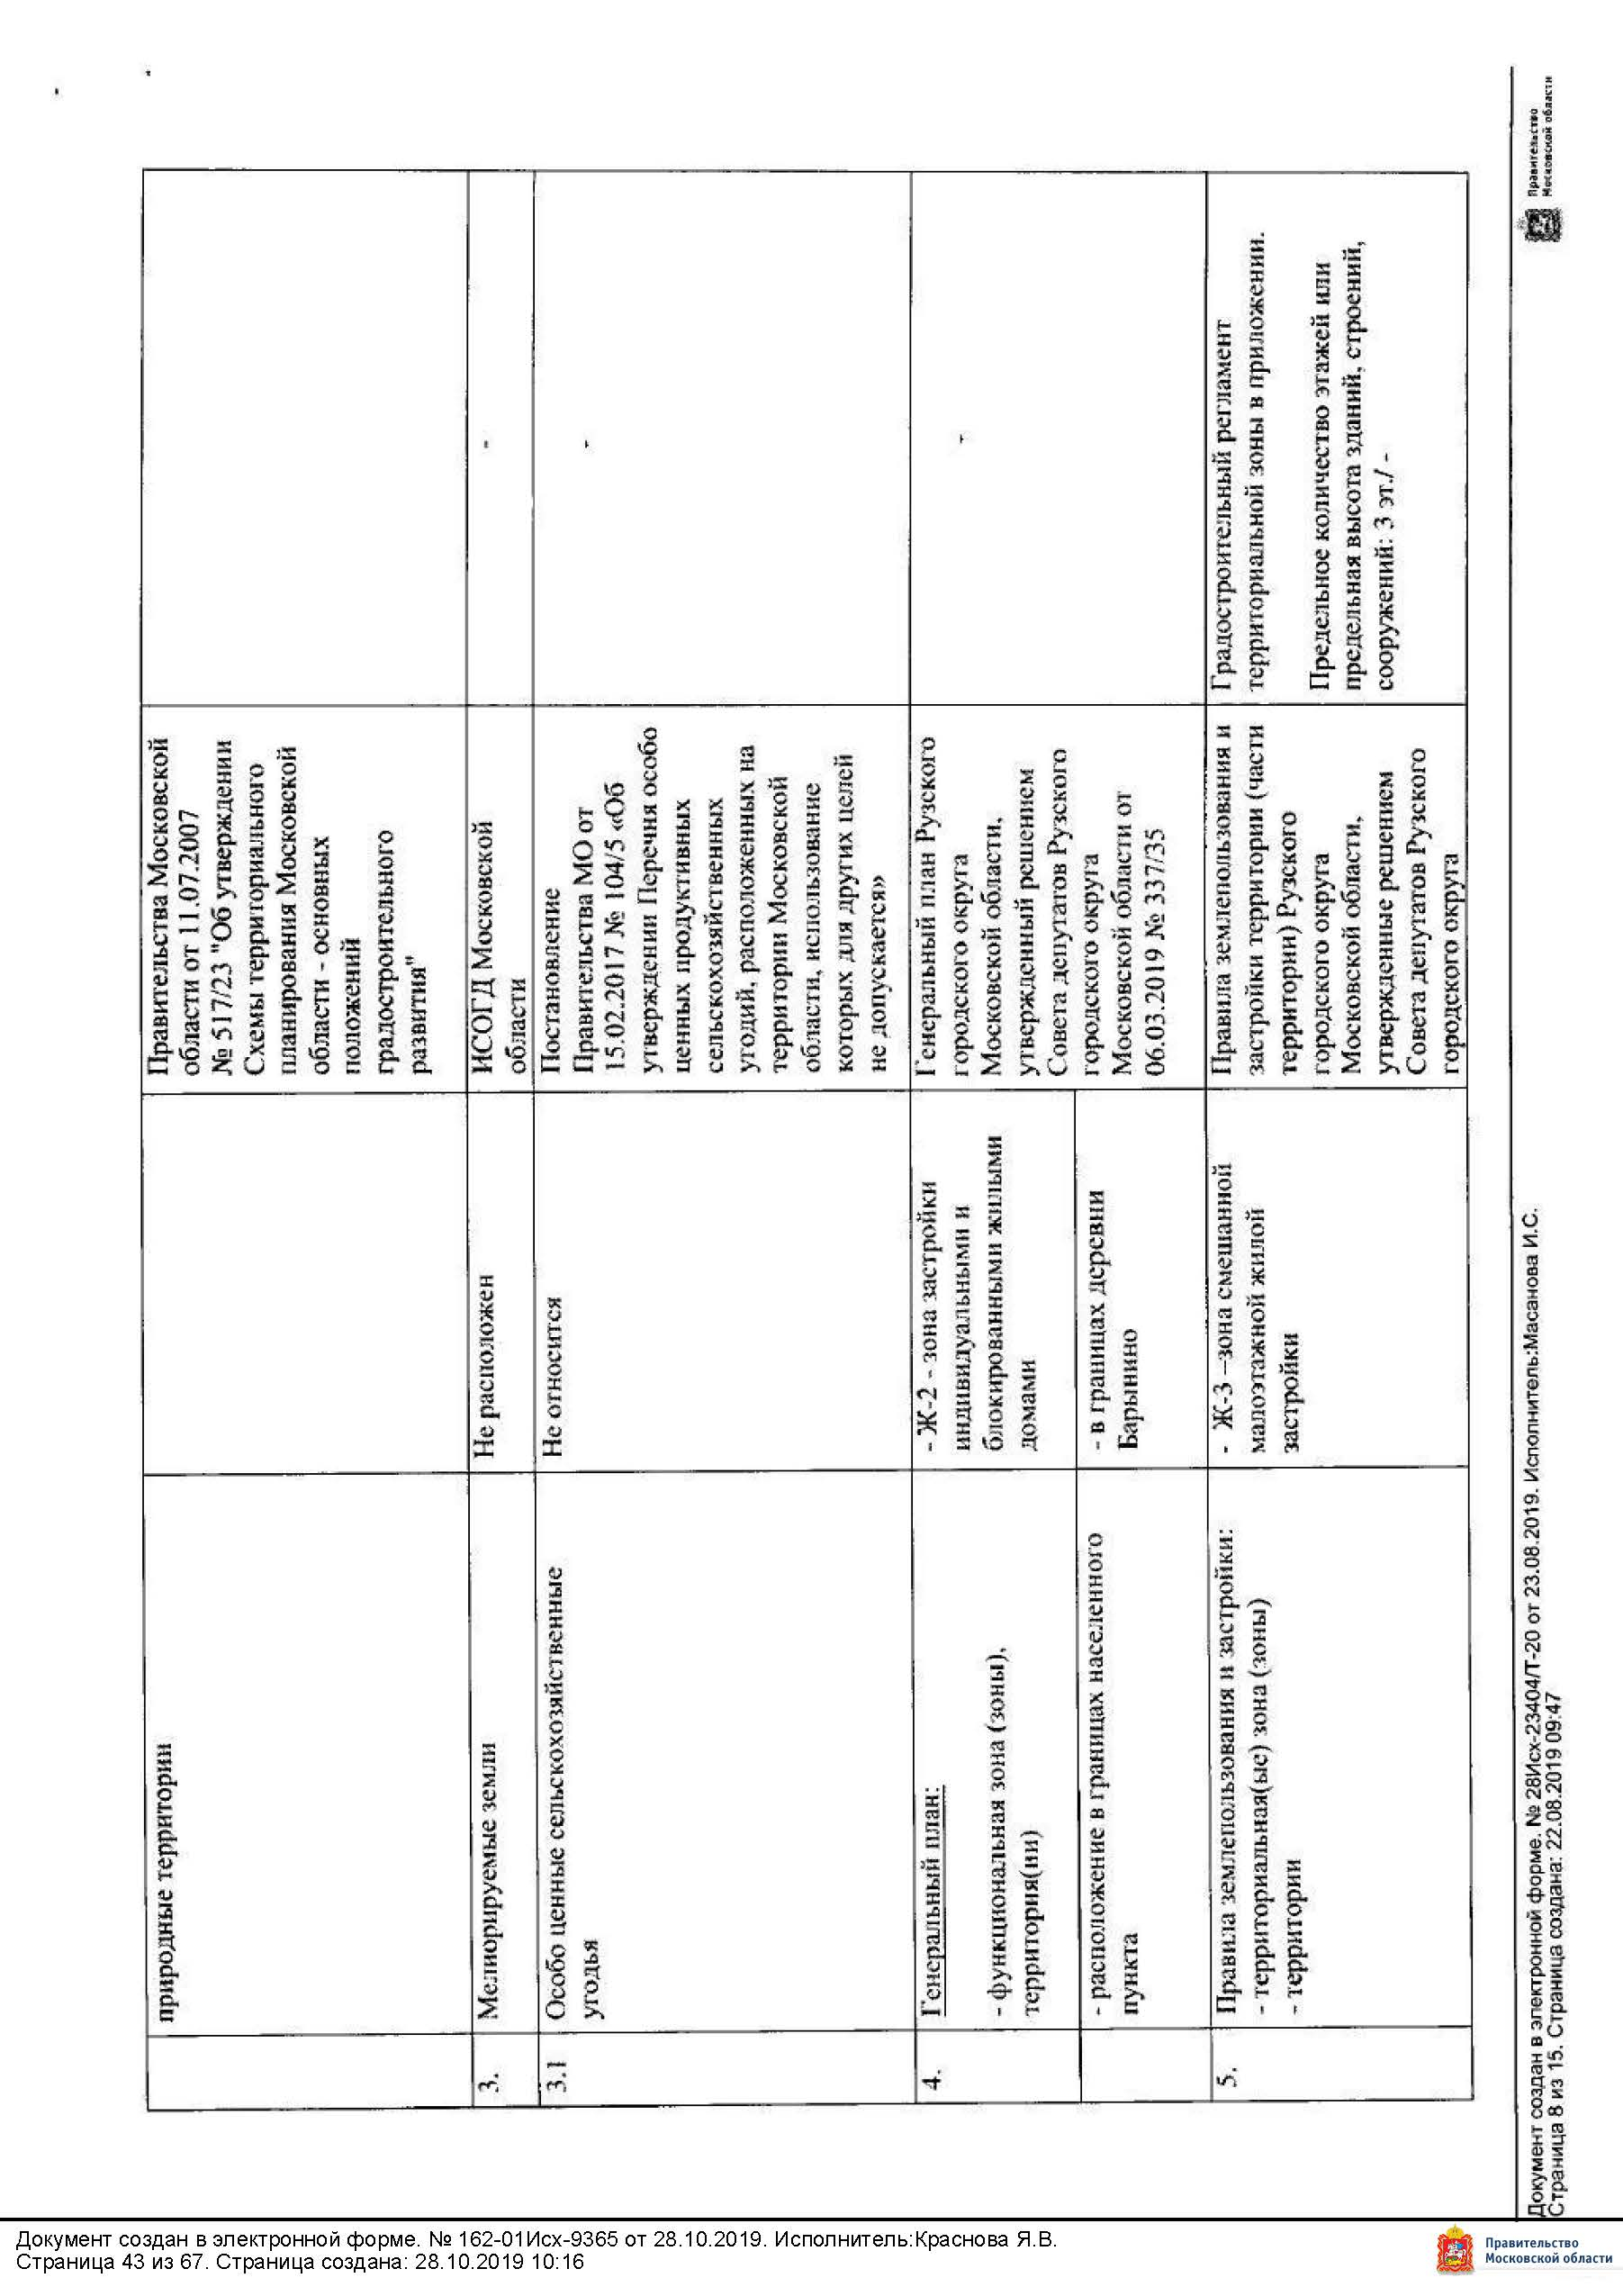 природные территории
Правительства Московской
области от 11.07.2007
№ 517/23 "Об утверждении
Схемы территориального
планирования Московской
области - основных
положений
градостроительного
развития"
3.
Мелиорируемые земли
Не расположен
ИСОГД Московской
области
-
3.1
Особо ценные сельскохозяйственные
угодья
Не относится
Постановление
Правительства МО от
15.02.2017 № 104/5 «Об
утверждении Перечня особо
ценных продуктивных
сельскохозяйственных
угодий, расположенных на
территории Московской
области, использование
которых для других целей
не допускается»
-
4.
Генеральный план:
- функциональная зона (зоны),
территория(ии)
- Ж-2 - зона застройки
индивидуальными и
блокированными жилыми
домами
Генеральный план Рузского
городского округа
Московской области,
утвержденный решением
Совета депутатов Рузского
городского округа
Московской области от
06.03.2019 № 337/35
-
- расположение в границах населенного
пункта
- в границах деревни
Барынино
5.
Правила землепользования и застройки:
- территориальная(ые) зона (зоны)
- территории
- Ж-3 –зона смешанной
малоэтажной жилой
застройки
Правила землепользования и
застройки территории (части
территории) Рузского
городского округа
Московской области,
утвержденные решением
Совета депутатов Рузского
городского округа
Градостроительный регламент
территориальной зоны в приложении.
Предельное количество этажей или
предельная высота зданий, строений,
сооружений: 3 эт./ -
Документ создан в электронной форме. № 28Исх-23404/Т-20 от 23.08.2019. Исполнитель:Масанова И.С.
Страница 8 из 15. Страница создана: 22.08.2019 09:47
Правительство
Московской области
Документ создан в электронной форме. № 162-01Исх-9365 от 28.10.2019. Исполнитель:Краснова Я.В.
Страница 43 из 67. Страница создана: 28.10.2019 10:16
Правительство
Московской области